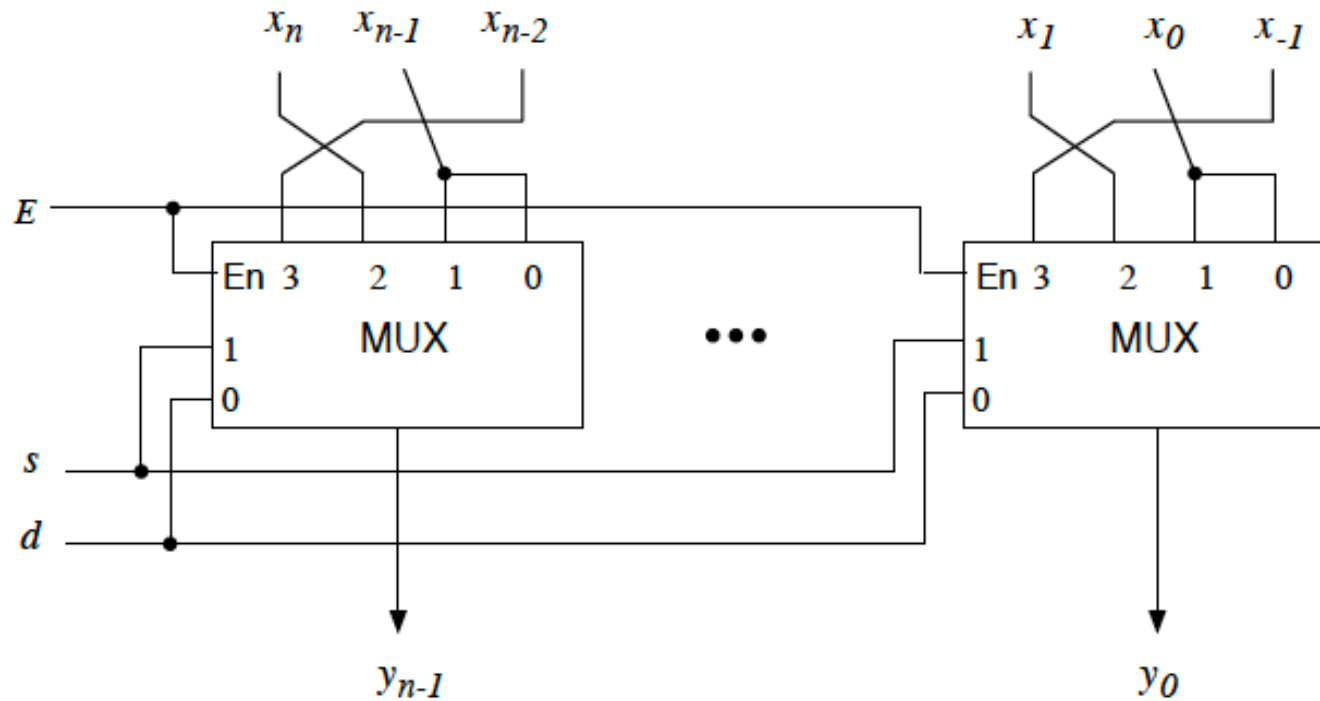 xₙ xₙ₋₁ xₙ₋₂ x₁ x₀ x₋₁
E
En 3 2 1 0 En 3 2 1 0
MUX ••• MUX
1 1
0 0
s
d
yₙ₋₁ y₀